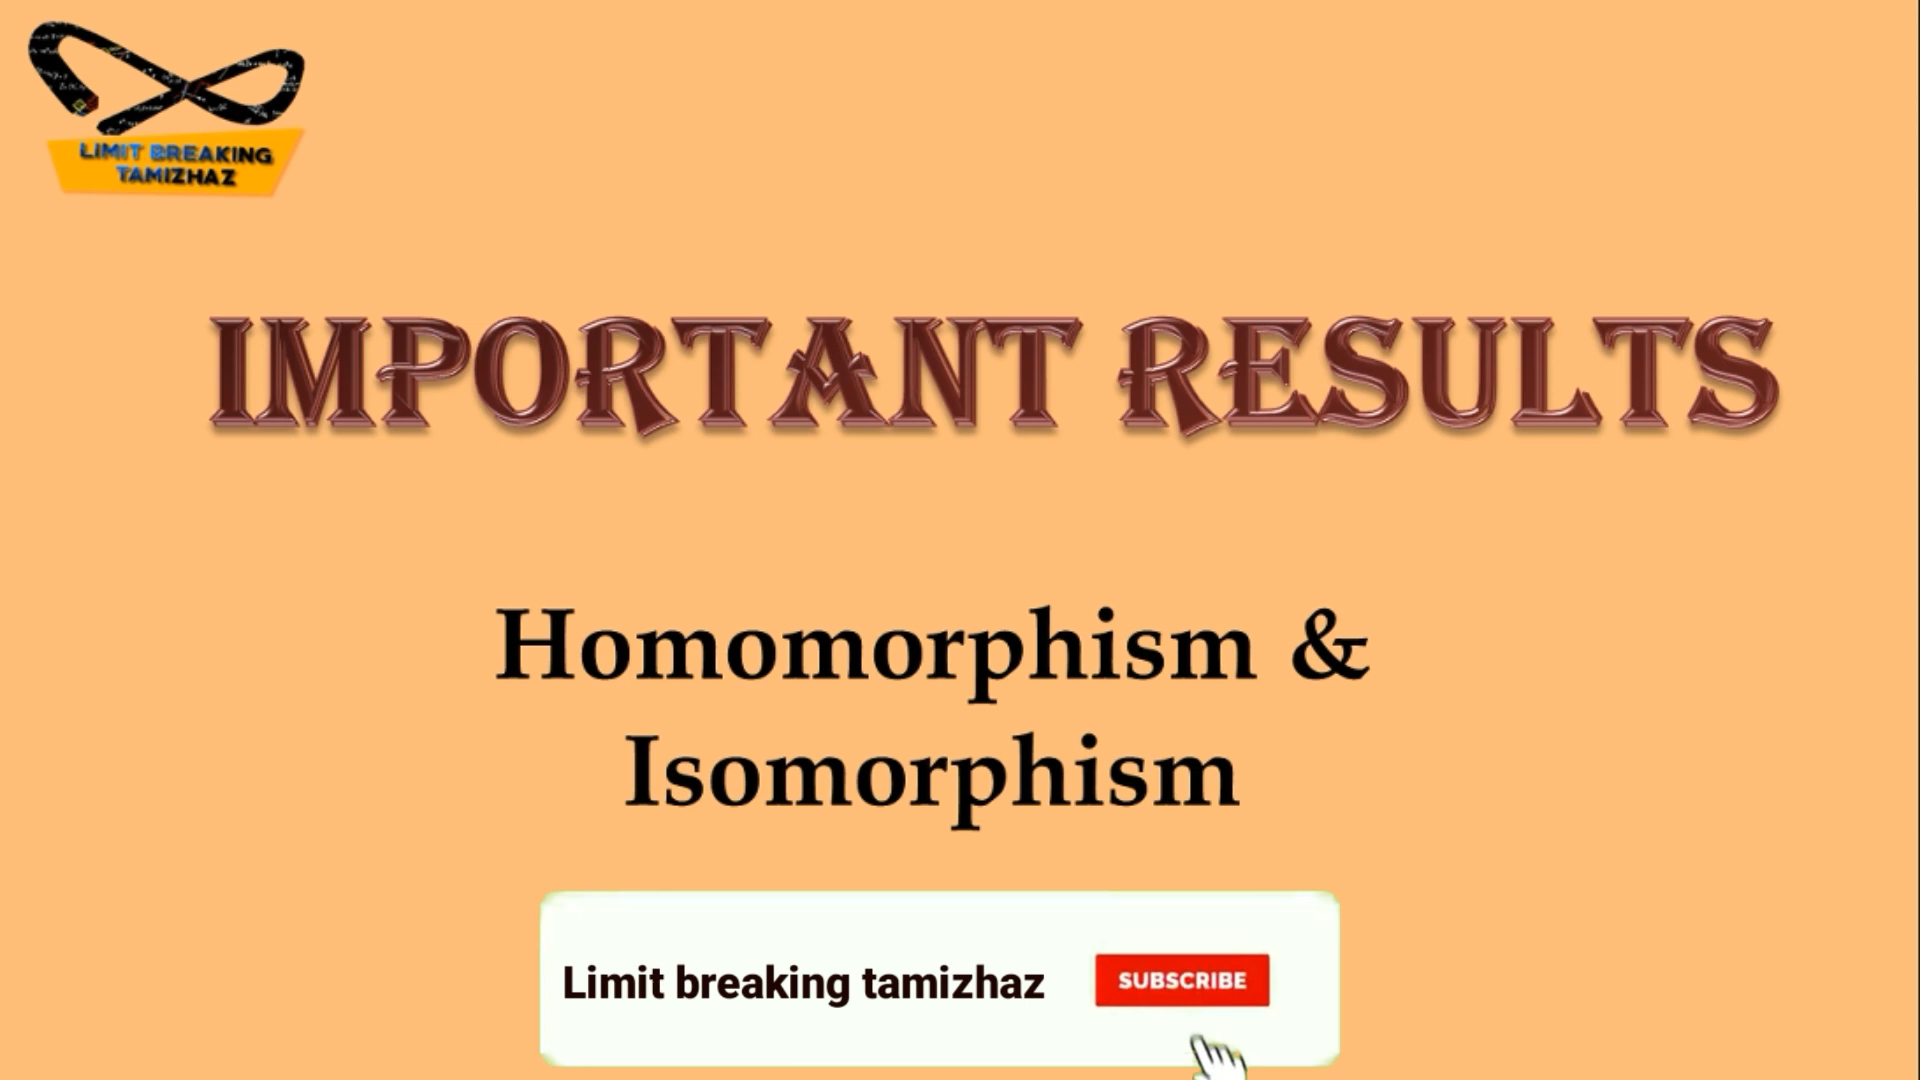 LIMIT BREAKING
TAMIZHAZ
IMPORTANT RESULTS
Homomorphism &
Isomorphism
Limit breaking tamizhaz
SUBSCRIBE